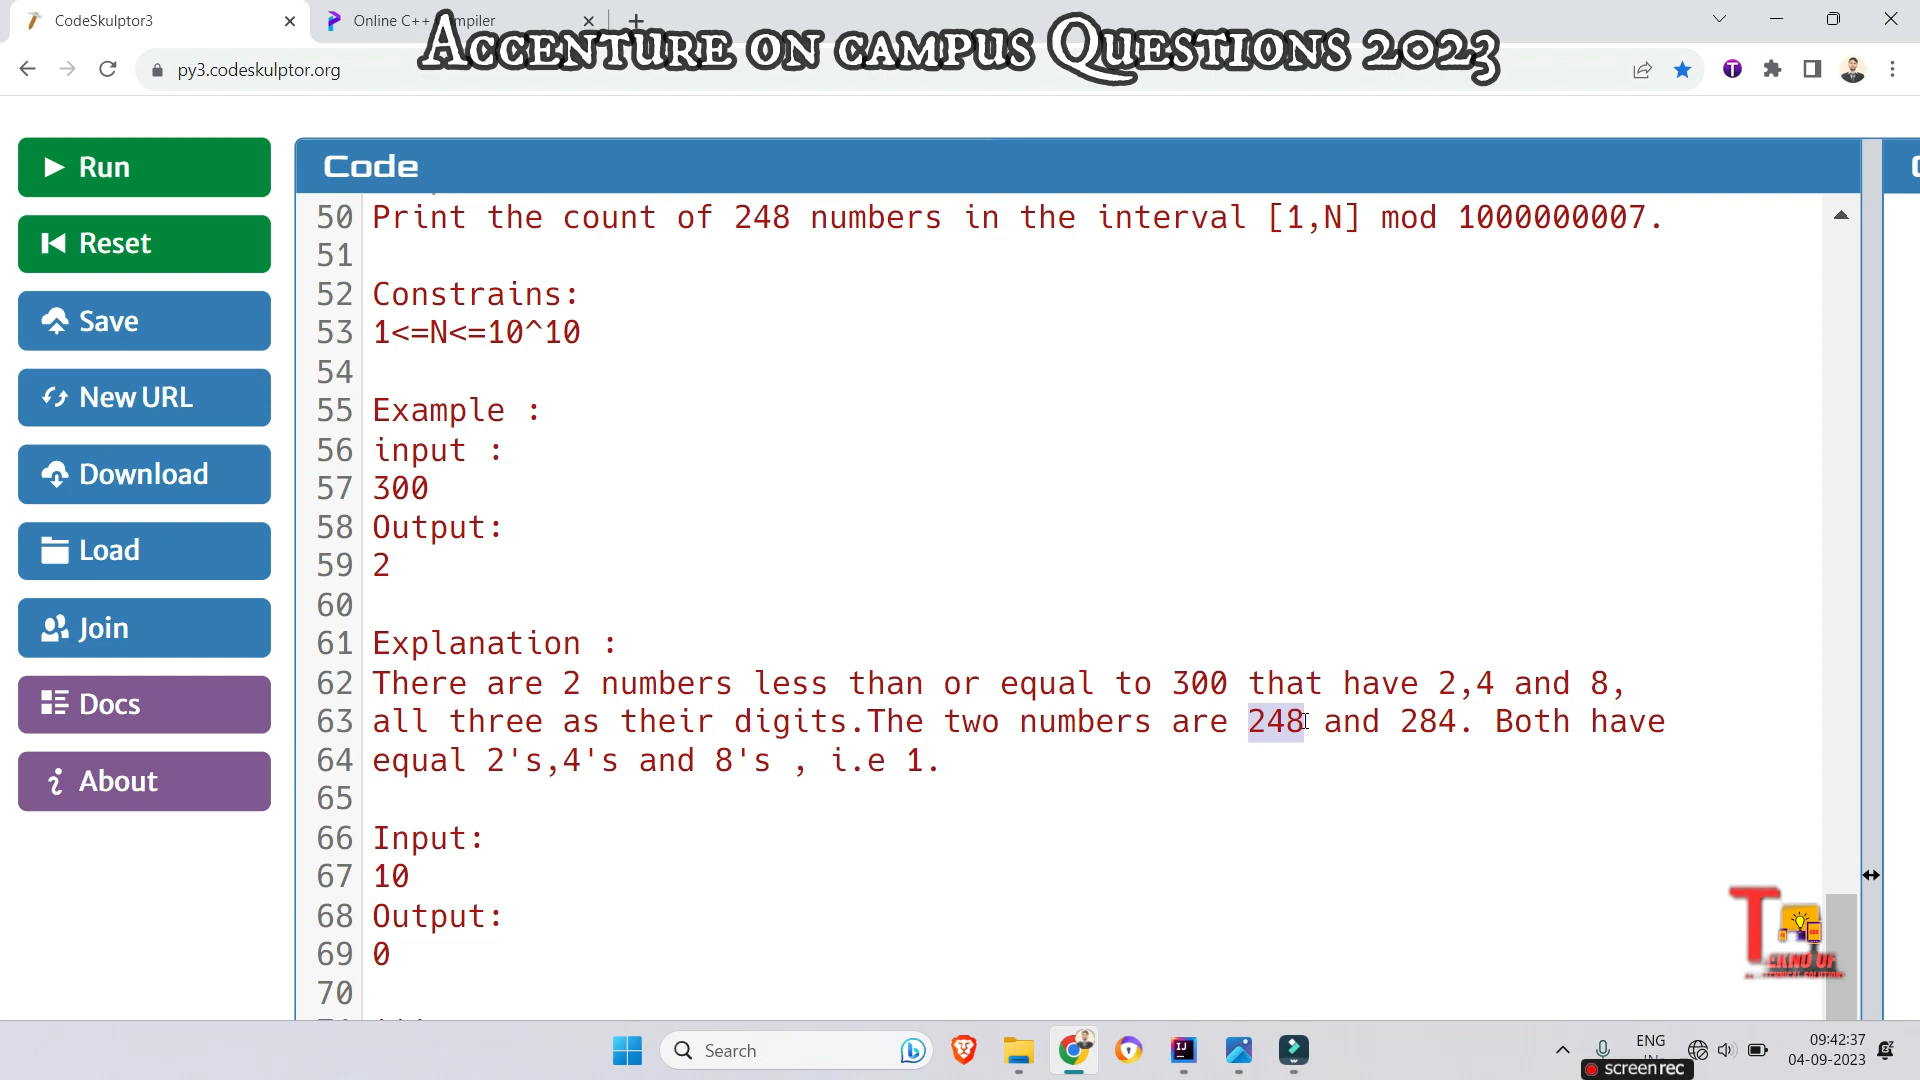 CodeSkulptor3
Online C++
mpiler
ACCENTURE ON CAMPUS QUESTIONS 2023
py3.codeskulptor.org
Run
Reset
Save
New URL
Download
Load
Join
Docs
About
Code
50 Print the count of 248 numbers in the interval [1,N] mod 1000000007.
51
52 Constrains:
53 1<=N<=10^10
54
55 Example :
56 input :
57 300
58 Output:
59 2
60
61 Explanation :
62 There are 2 numbers less than or equal to 300 that have 2,4 and 8,
63 all three as their digits.The two numbers are 248 and 284. Both have
64 equal 2's,4's and 8's , i.e 1.
65
66 Input:
67 10
68 Output:
69 0
70
Search
ENG
09:42:37
04-09-2023
screen rec